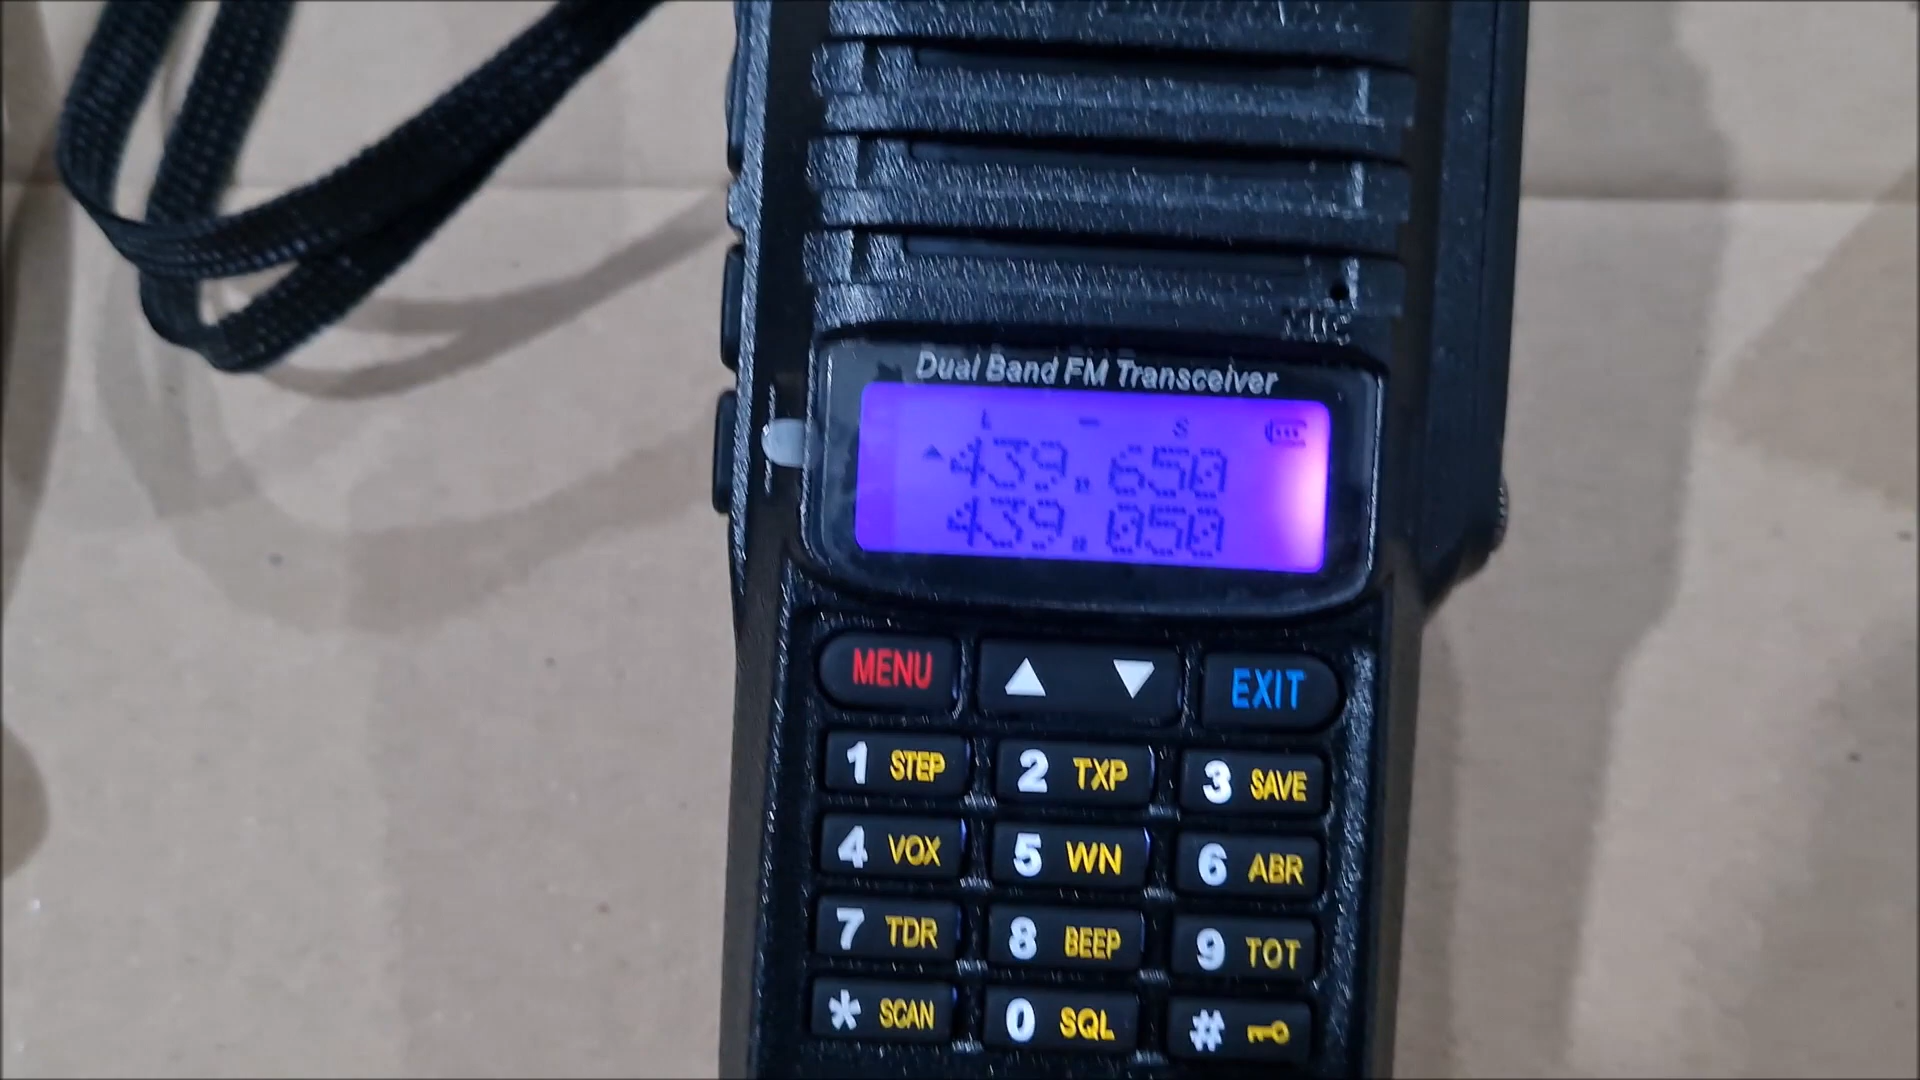 MIC
Dual Band FM Transceiver
L - S
439.650
439.050
MENU ▲ ▼ EXIT
1 STEP 2 TXP 3 SAVE
4 VOX 5 WN 6 ABR
7 TDR 8 BEEP 9 TOT
* SCAN 0 SQL #